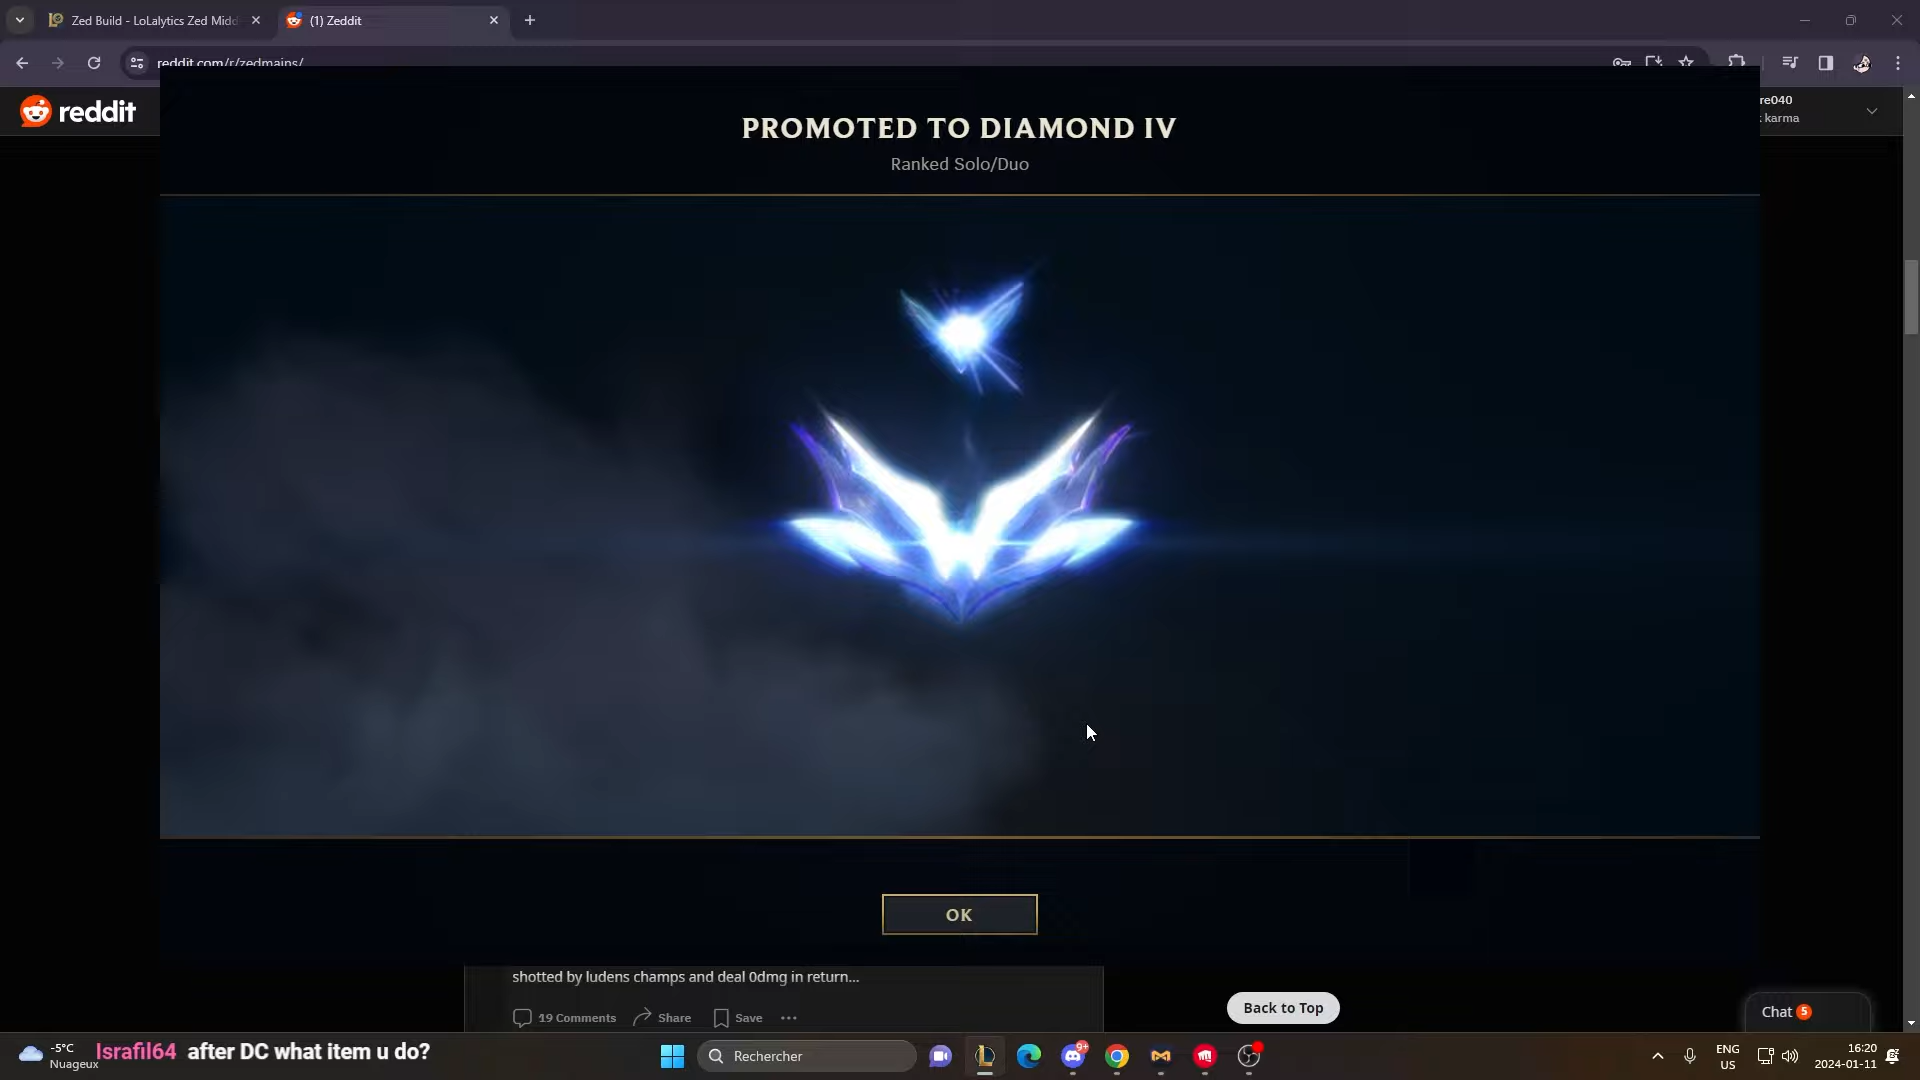 Zed Build - LoLalytics Zed Midd
(1) Zeddit
reddit.com/r/zedmains/
reddit
re040
karma
PROMOTED TO DIAMOND IV
Ranked Solo/Duo
OK
shotted by ludens champs and deal 0dmg in return...
19 Comments
Share
Save
Back to Top
Chat 5
-5°C
Nuageux
Israfil64 after DC what item u do?
Rechercher
9+
ENG
US
16:20
2024-01-11